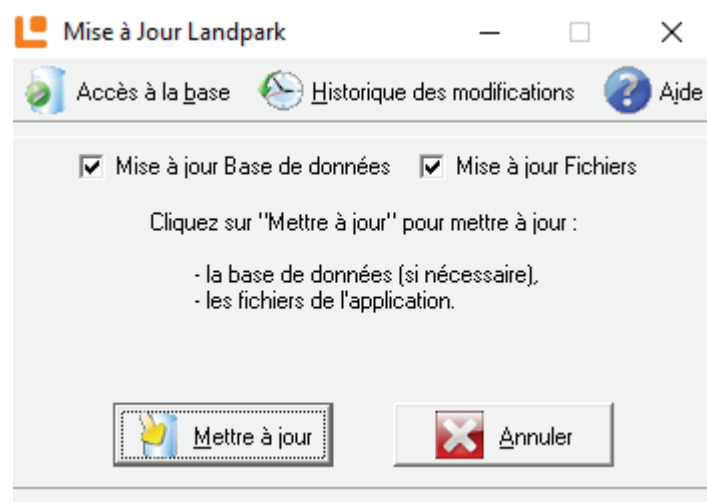 Mise à Jour Landpark
Accès à la base Historique des modifications Aide
Mise à jour Base de données Mise à jour Fichiers
Cliquez sur "Mettre à jour" pour mettre à jour :
- la base de données (si nécessaire),
- les fichiers de l'application.
Mettre à jour Annuler